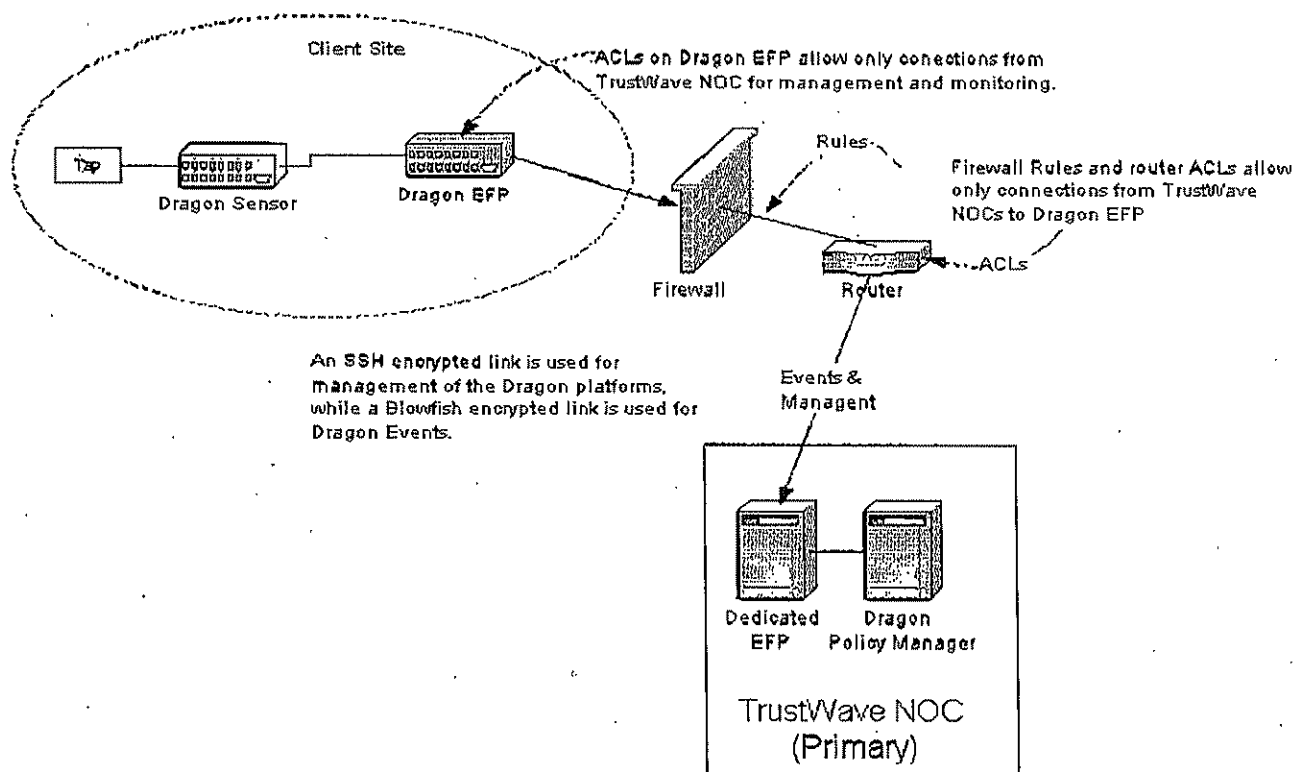 Client Site
ACLs on Dragon EFP allow only conections from
TrustWave NOC for management and monitoring.
Tap
Dragon Sensor
Dragon EFP
Rules
Firewall Rules and router ACLs allow
only connections from TrustWave
NOCs to Dragon EFP
ACLs
Firewall
Router
An SSH encrypted link is used for
management of the Dragon platforms,
while a Blowfish encrypted link is used for
Dragon Events.
Events &
Managent
Dedicated
EFP
Dragon
Policy Manager
TrustWave NOC
(Primary)